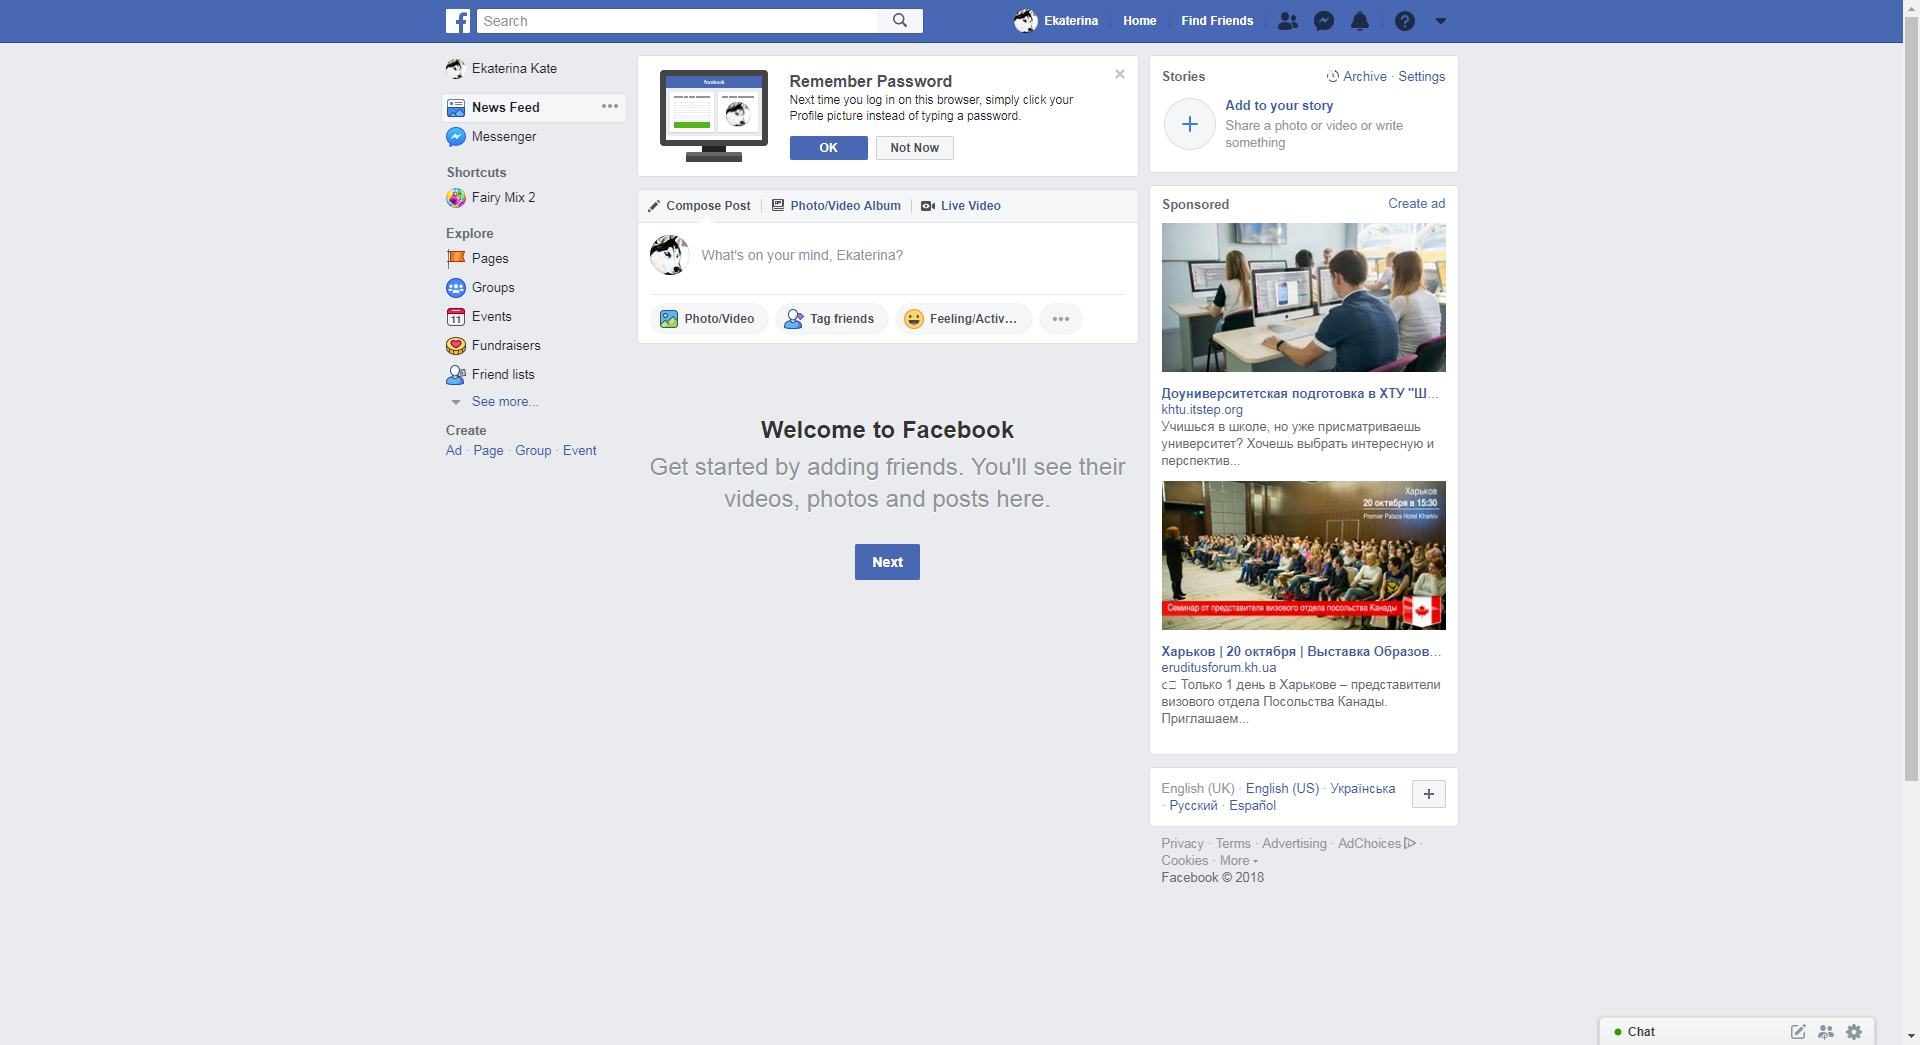 Search
Ekaterina
Home
Find Friends
Ekaterina Kate
News Feed
Messenger
Shortcuts
Fairy Mix 2
Explore
Pages
Groups
11
Events
Fundraisers
Friend lists
See more...
Create
Ad · Page · Group · Event
facebook
Remember Password
Next time you log in on this browser, simply click your
Profile picture instead of typing a password.
OK
Not Now
Compose Post
Photo/Video Album
Live Video
What's on your mind, Ekaterina?
Photo/Video
Tag friends
Feeling/Activ...
Welcome to Facebook
Get started by adding friends. You'll see their
videos, photos and posts here.
Next
Stories
Archive · Settings
Add to your story
Share a photo or video or write
something
Sponsored
Create ad
Доуниверситетская подготовка в ХТУ "Ш...
khtu.itstep.org
Учишься в школе, но уже присматриваешь
университет? Хочешь выбрать интересную и
перспектив...
Харьков
20 октября в 15:30
Premier Palace Hotel Kharkiv
Семинар от представителя визового отдела посольства Канады
Харьков | 20 октября | Выставка Образов...
eruditusforum.kh.ua
с□ Только 1 день в Харькове – представители
визового отдела Посольства Канады.
Приглашаем...
English (UK) · English (US) · Українська
· Русский · Español
Privacy · Terms · Advertising · AdChoices ·
Cookies · More
Facebook © 2018
Chat